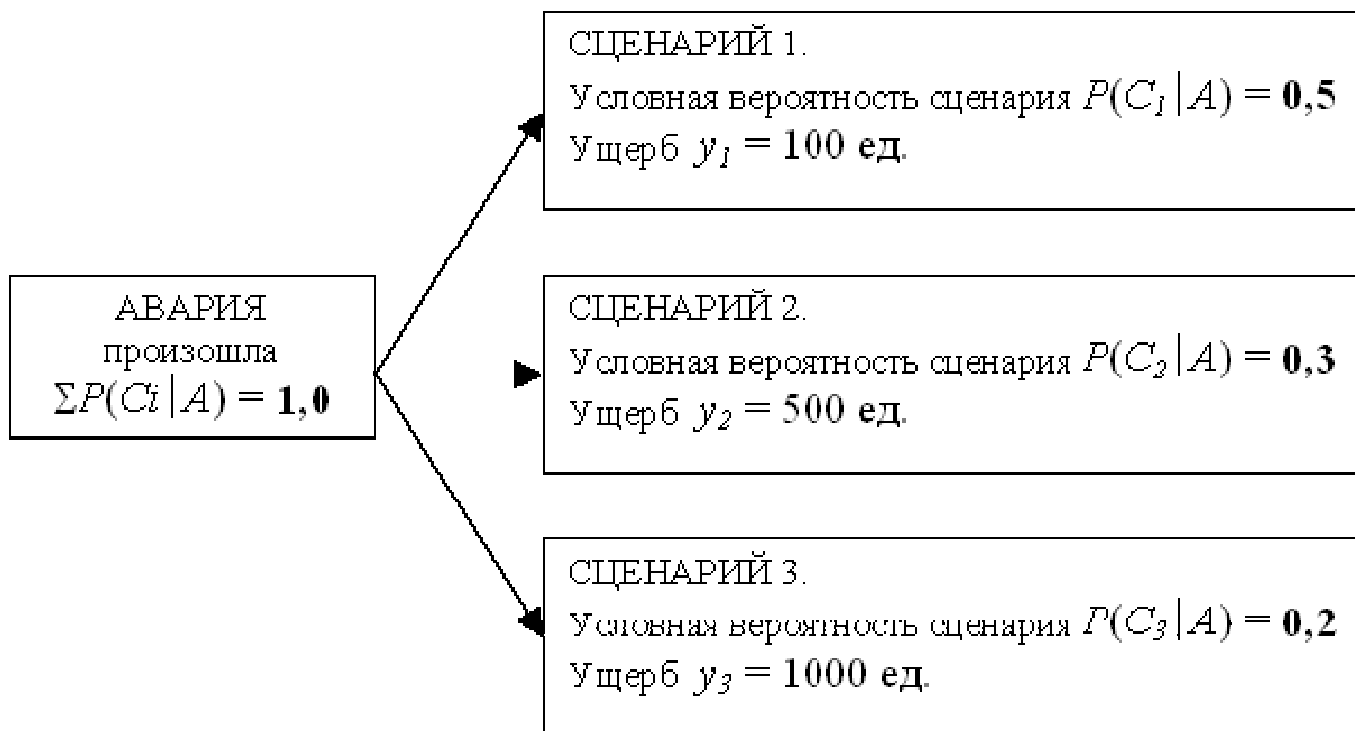 СЦЕНАРИЙ 1.
Условная вероятность сценария P(C₁|A) = 0,5
Ущерб y₁ = 100 ед.
АВАРИЯ
произошла
ΣP(Ci|A) = 1,0
СЦЕНАРИЙ 2.
Условная вероятность сценария P(C₂|A) = 0,3
Ущерб y₂ = 500 ед.
СЦЕНАРИЙ 3.
Условная вероятность сценария P(C₃|A) = 0,2
Ущерб y₃ = 1000 ед.